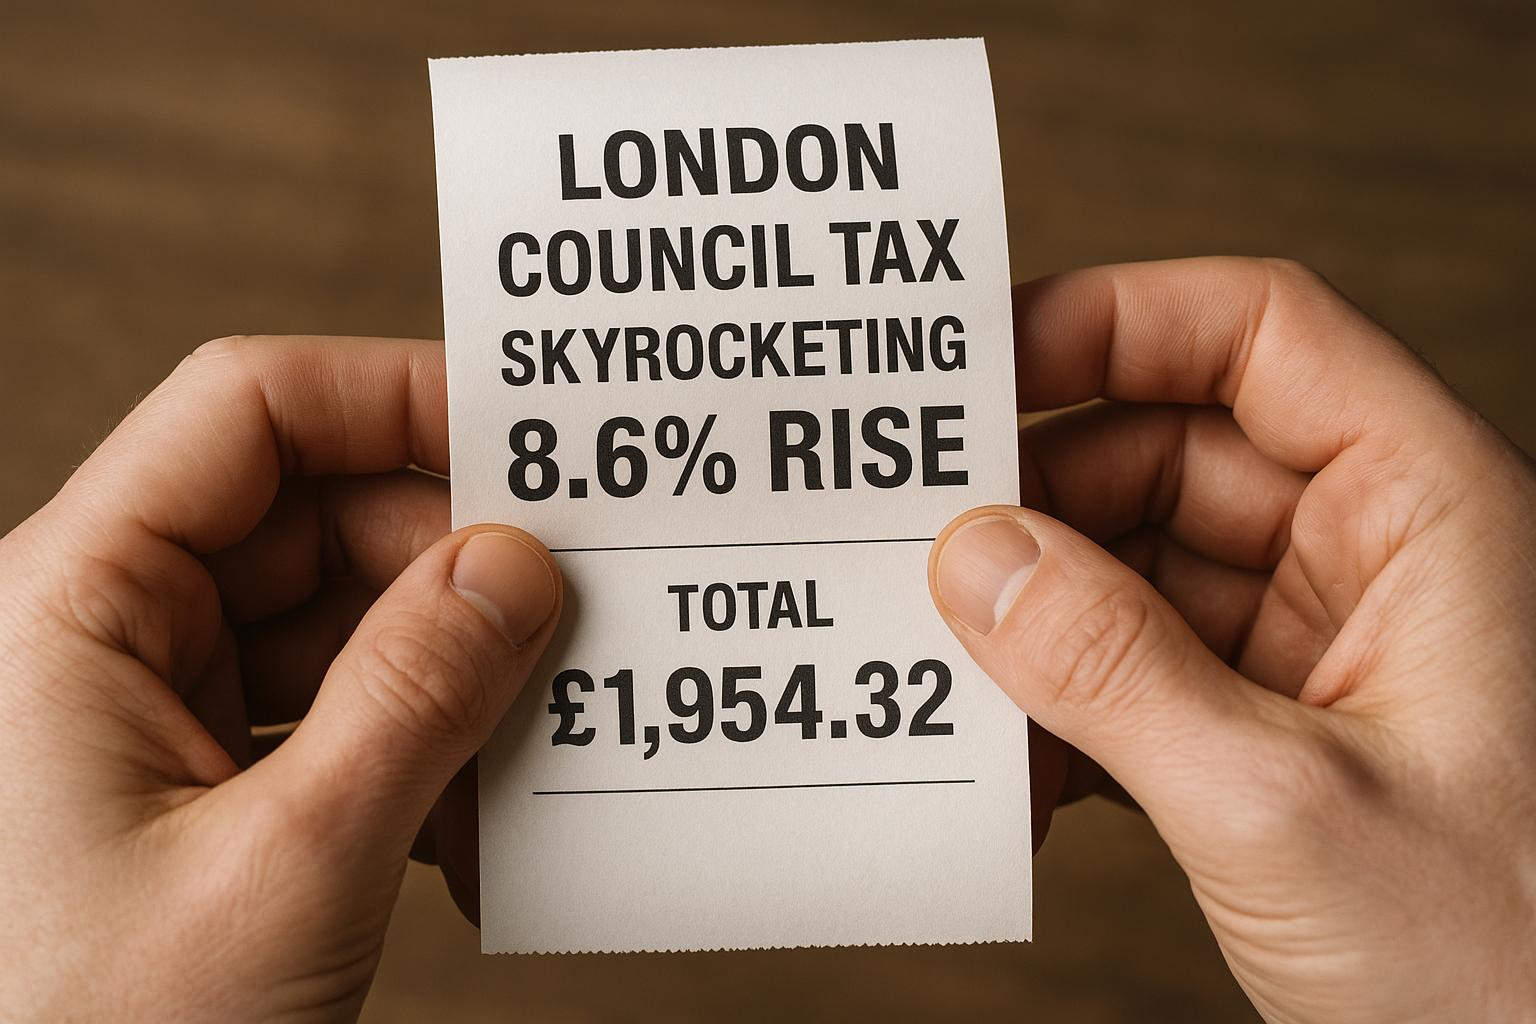 LONDON
COUNCIL TAX
SKYROCKETING
8.6% RISE
TOTAL
£1,954.32